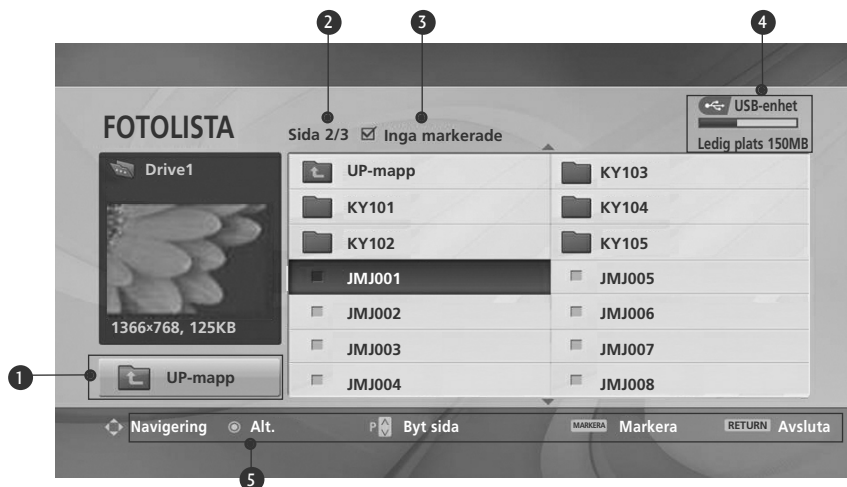 2 3 4
USB-enhet
FOTOLISTA
Sida 2/3 Inga markerade
Ledig plats 150MB
Drive1
UP-mapp KY103
KY101 KY104
KY102 KY105
JMJ001 JMJ005
JMJ002 JMJ006
1366×768, 125KB
JMJ003 JMJ007
1 UP-mapp
JMJ004 JMJ008
Navigering Alt. P Byt sida MARKERA Markera RETURN Avsluta
5